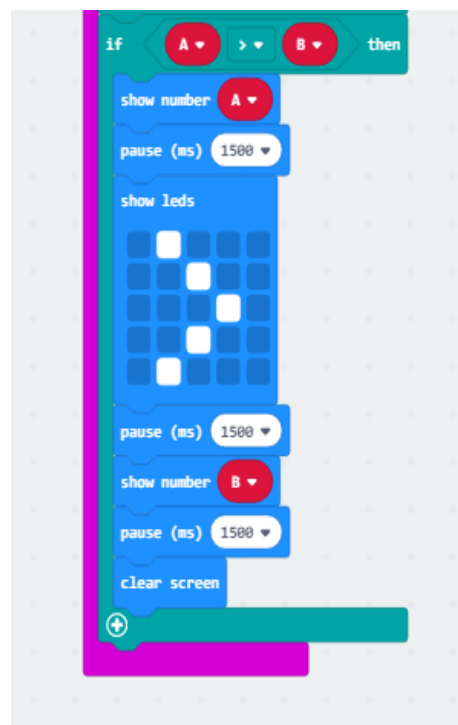 if A > B then
show number A
pause (ms) 1500
show leds
pause (ms) 1500
show number B
pause (ms) 1500
clear screen